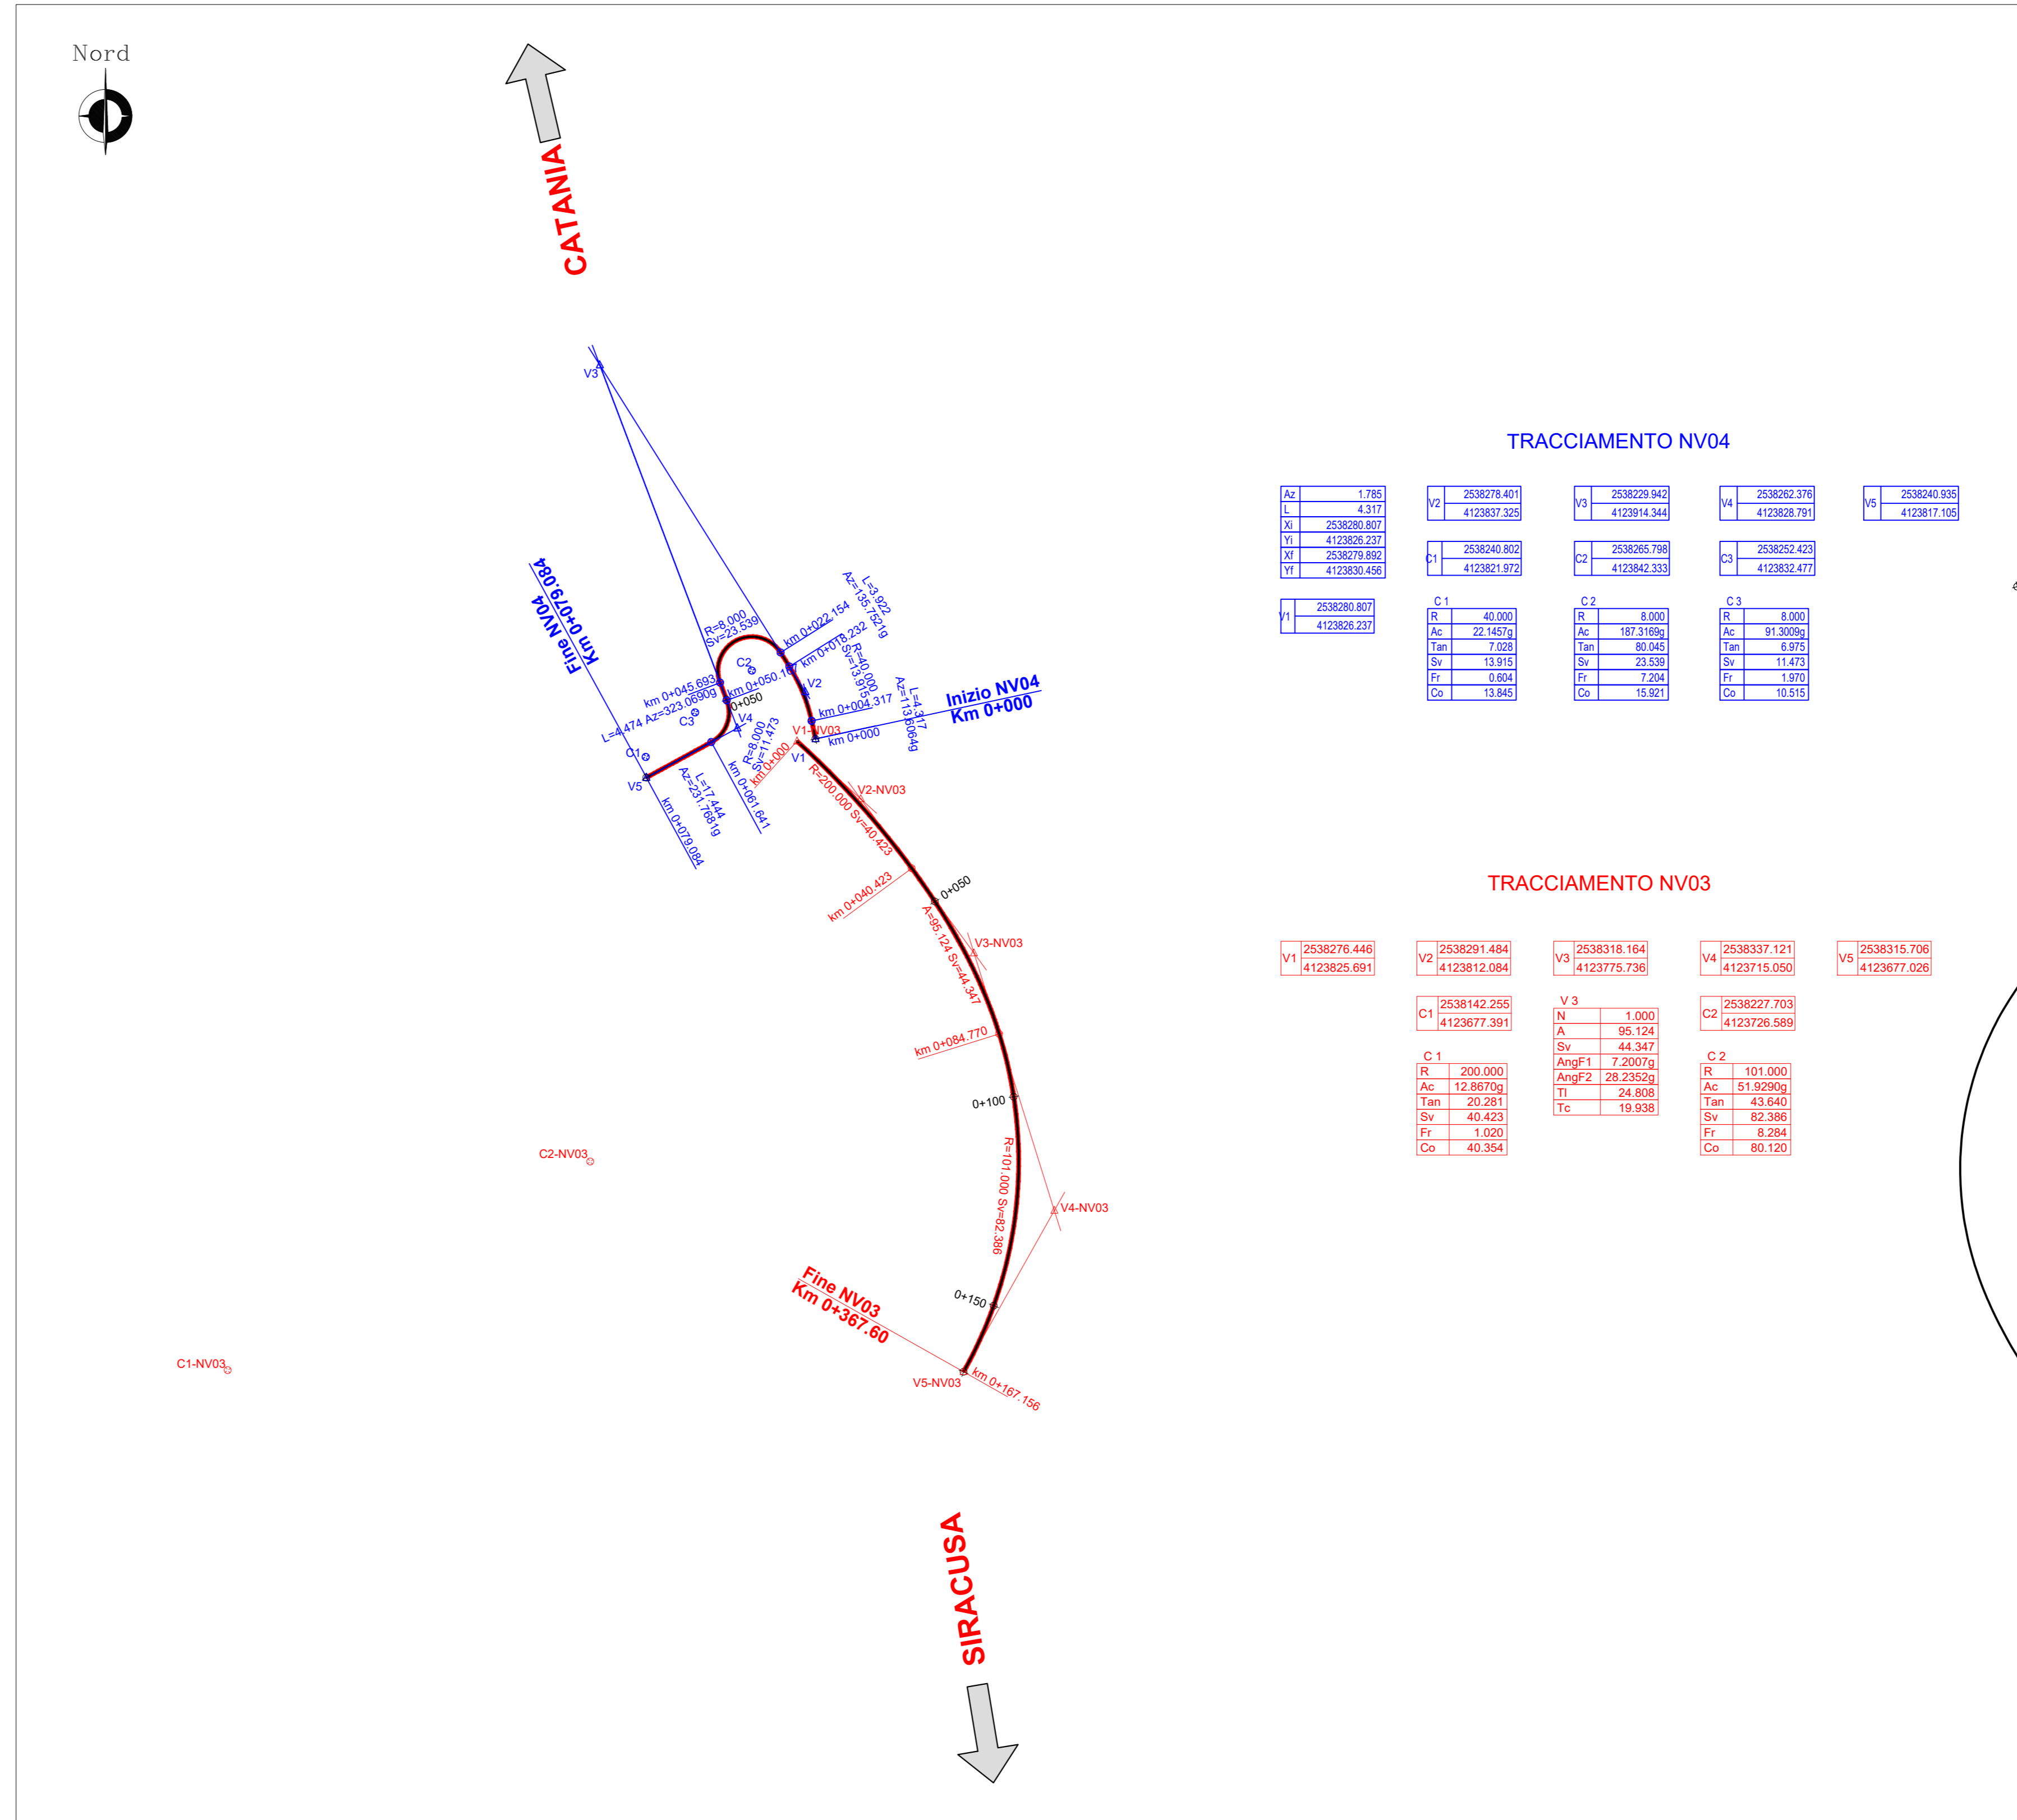 Nord
CATANIA
V3
Fine NV04
Km 0+079.084
R=8.000
Sv=23.539
C2
km 0+022.154
L=3.922
Az=135.7521g
km 0+018.232
R=40.000
Sv=13.915
V2
km 0+004.317
L=4.317
Az=113.6064g
Inizio NV04
Km 0+000
km 0+000
km 0+045.693
L=4.474 Az=323.0690g
km 0+050.167
0+050
C3
V4
R=8.000
Sv=11.473
C1
V5
L=17.444
Az=231.7681g
km 0+061.641
km 0+079.084
V1-NV03
V1
km 0+000
R=200.000 Sv=40.423
V2-NV03
km 0+040.423
0+050
A=95.124 Sv=44.347
V3-NV03
km 0+084.770
0+100
R=101.000 Sv=82.386
C2-NV03
V4-NV03
Fine NV03
Km 0+367.60
0+150
C1-NV03
V5-NV03
km 0+167.156
SIRACUSA
TRACCIAMENTO NV04
Az 1.785
L 4.317
Xi 2538280.807
Yi 4123826.237
Xf 2538279.892
Yf 4123830.456
V1 2538280.807
4123826.237
V2 2538278.401
4123837.325
C1 2538240.802
4123821.972
C 1
R 40.000
Ac 22.1457g
Tan 7.028
Sv 13.915
Fr 0.604
Co 13.845
V3 2538229.942
4123914.344
C2 2538265.798
4123842.333
C 2
R 8.000
Ac 187.3169g
Tan 80.045
Sv 23.539
Fr 7.204
Co 15.921
V4 2538262.376
4123828.791
C3 2538252.423
4123832.477
C 3
R 8.000
Ac 91.3009g
Tan 6.975
Sv 11.473
Fr 1.970
Co 10.515
V5 2538240.935
4123817.105
TRACCIAMENTO NV03
V1 2538276.446
4123825.691
V2 2538291.484
4123812.084
C1 2538142.255
4123677.391
C 1
R 200.000
Ac 12.8670g
Tan 20.281
Sv 40.423
Fr 1.020
Co 40.354
V3 2538318.164
4123775.736
V 3
N 1.000
A 95.124
Sv 44.347
AngF1 7.2007g
AngF2 28.2352g
Tl 24.808
Tc 19.938
V4 2538337.121
4123715.050
C2 2538227.703
4123726.589
C 2
R 101.000
Ac 51.9290g
Tan 43.640
Sv 82.386
Fr 8.284
Co 80.120
V5 2538315.706
4123677.026